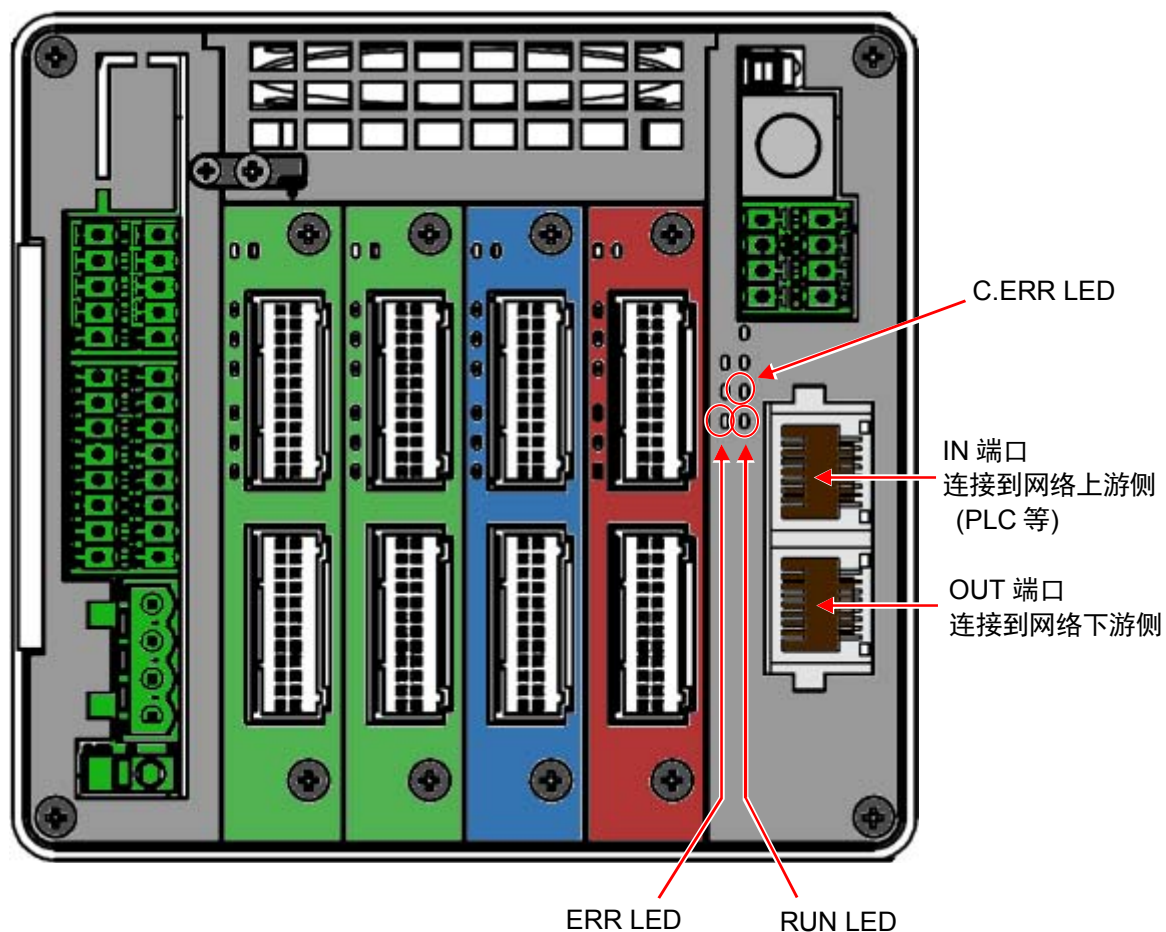 C.ERR LED
IN 端口
连接到网络上游侧
(PLC 等)
OUT 端口
连接到网络下游侧
ERR LED
RUN LED